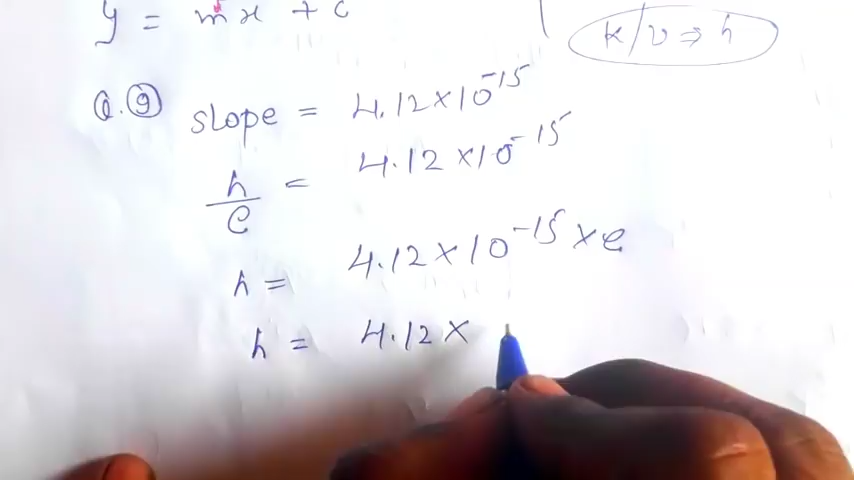 y = mx + c
K/ν ⇒ h
Q.9 slope = 4.12×10⁻¹⁵
h/e = 4.12×10⁻¹⁵
h = 4.12×10⁻¹⁵ × e
h = 4.12×